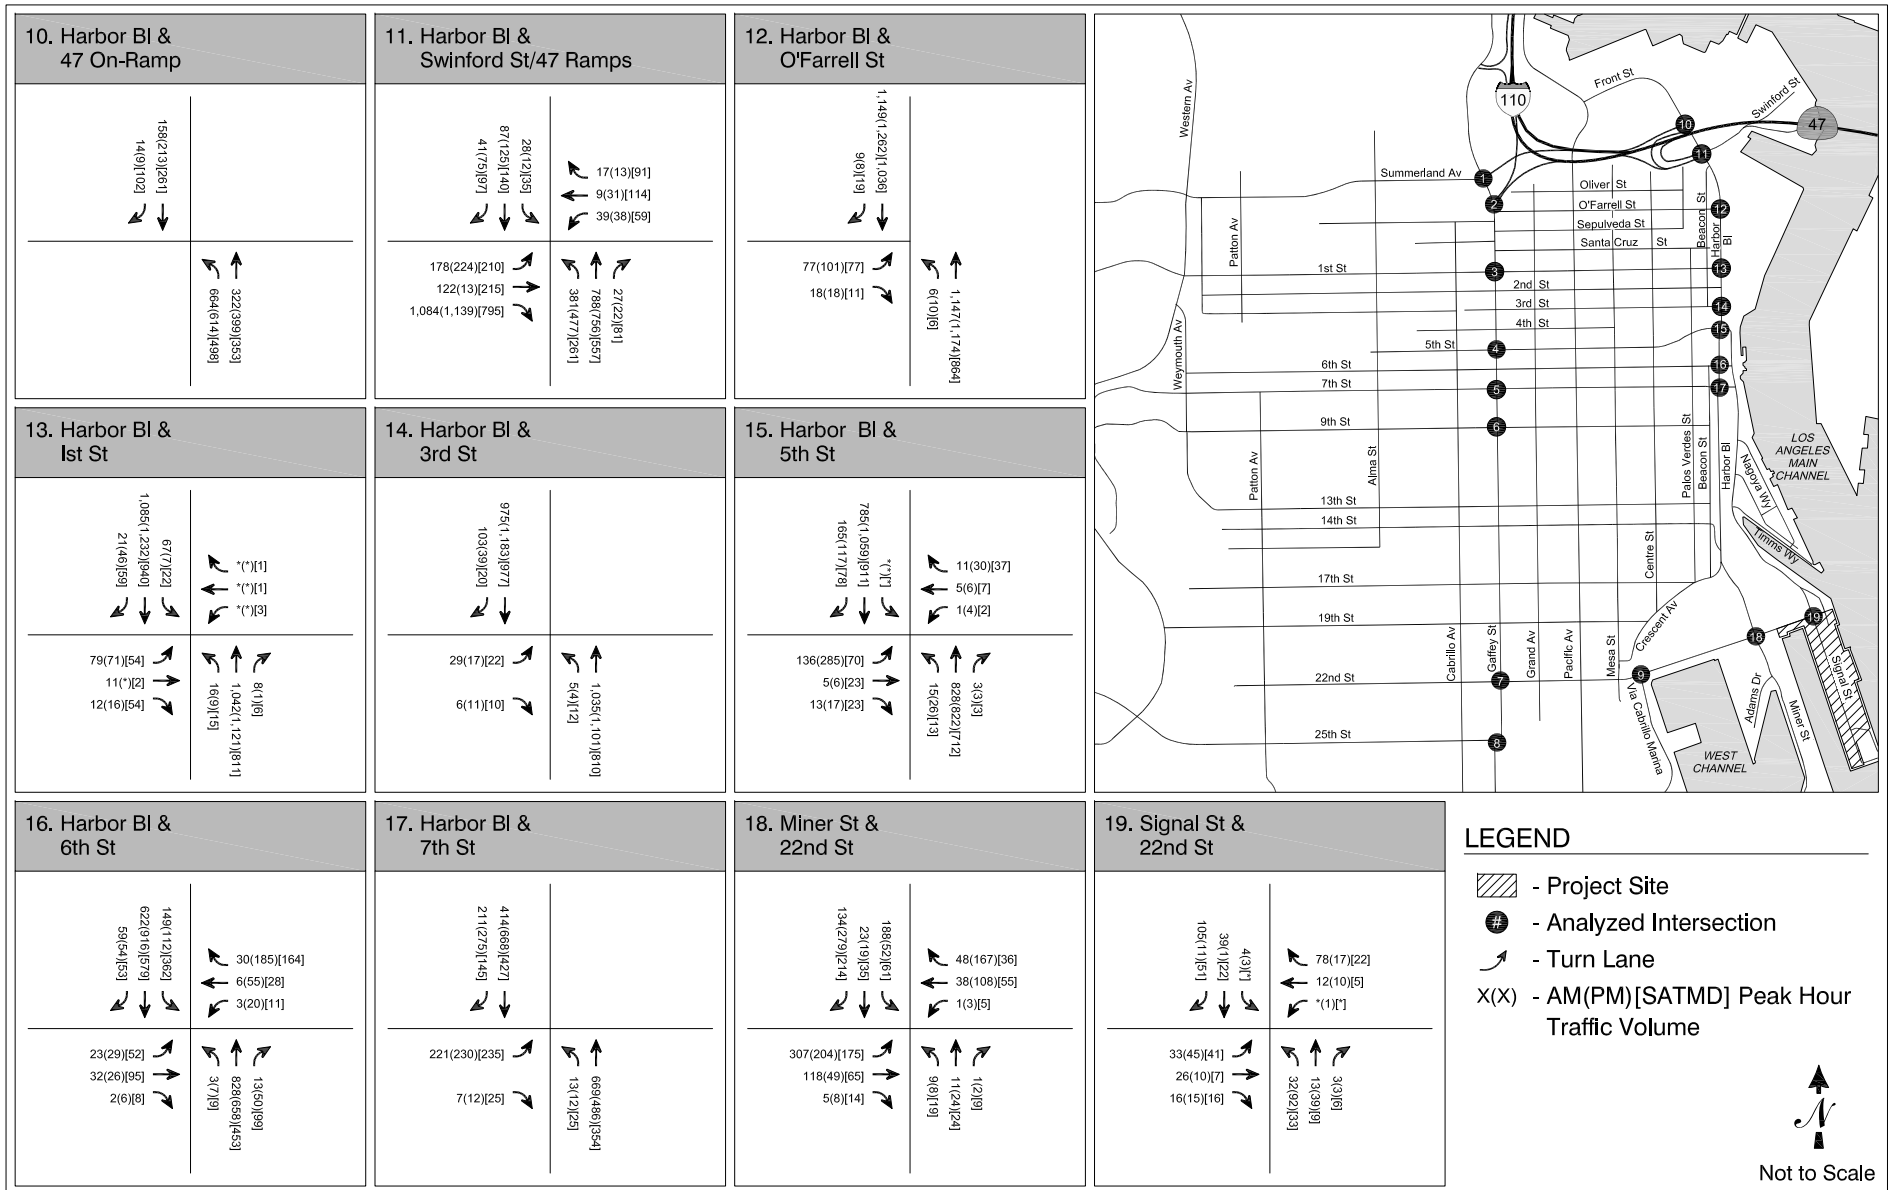 10. Harbor Bl &
47 On-Ramp
14(9)[102]
158(213)[261]
664(614)[498]
322(399)[353]
11. Harbor Bl &
Swinford St/47 Ramps
41(75)[97]
87(125)[140]
28(12)[35]
17(13)[91]
9(31)[114]
39(38)[59]
178(224)[210]
122(13)[215]
1,084(1,139)[795]
381(477)[261]
788(756)[557]
27(22)[81]
12. Harbor Bl &
O'Farrell St
9(8)[19]
1,149(1,262)[1,036]
77(101)[77]
18(18)[11]
6(10)[6]
1,147(1,174)[864]
13. Harbor Bl &
Ist St
21(46)[59]
1,085(1,232)[940]
67(77)[22]
*(*)[1]
*(*)[1]
*(*)[3]
79(71)[54]
11(*)[2]
12(16)[54]
16(9)[15]
1,042(1,121)[811]
8(1)[6]
14. Harbor Bl &
3rd St
103(39)[20]
975(1,183)[977]
29(17)[22]
6(11)[10]
5(4)[12]
1,035(1,101)[810]
15. Harbor Bl &
5th St
165(117)[78]
785(1,059)[911]
*(*)[*]
11(30)[37]
5(6)[7]
1(4)[2]
136(285)[70]
5(6)[23]
13(17)[23]
15(26)[13]
828(822)[712]
3(3)[3]
16. Harbor Bl &
6th St
59(54)[53]
622(916)[579]
149(112)[362]
30(185)[164]
6(55)[28]
3(20)[11]
23(29)[52]
32(26)[95]
2(6)[8]
3(7)[9]
828(658)[453]
13(50)[99]
17. Harbor Bl &
7th St
211(275)[145]
414(668)[427]
221(230)[235]
7(12)[25]
13(12)[25]
669(486)[354]
18. Miner St &
22nd St
134(279)[214]
23(19)[35]
188(52)[61]
48(167)[36]
38(108)[55]
1(3)[5]
307(204)[175]
118(49)[65]
5(8)[14]
9(8)[19]
11(24)[24]
1(2)[9]
19. Signal St &
22nd St
105(11)[51]
39(1)[22]
4(3)[*]
78(17)[22]
12(10)[5]
*(1)[*]
33(45)[41]
26(10)[7]
16(15)[16]
32(92)[33]
13(39)[9]
3(3)[6]
Western Av
110
Front St
Swinford St
47
10
11
Summerland Av
1
2
Oliver St
O'Farrell St
Sepulveda St
Santa Cruz St
Beacon St
Harbor Bl
12
Patton Av
1st St
3
13
2nd St
3rd St
14
4th St
15
5th St
4
Weymouth Av
6th St
16
7th St
5
17
9th St
6
Patton Av
Alma St
Palos Verdes St
Beacon St
Harbor Bl
Nagoya Wy
LOS
ANGELES
MAIN
CHANNEL
13th St
14th St
Timms Wy
Centre St
17th St
19th St
Crescent Av
19
18
Cabrillo Av
Gaffey St
Grand Av
Pacific Av
Mesa St
22nd St
7
9
Via Cabrillo Marina
Adams Dr
Miner St
Signal St
25th St
8
WEST
CHANNEL
LEGEND
- Project Site
# - Analyzed Intersection
- Turn Lane
X(X) - AM(PM)[SATMD] Peak Hour
Traffic Volume
N
Not to Scale